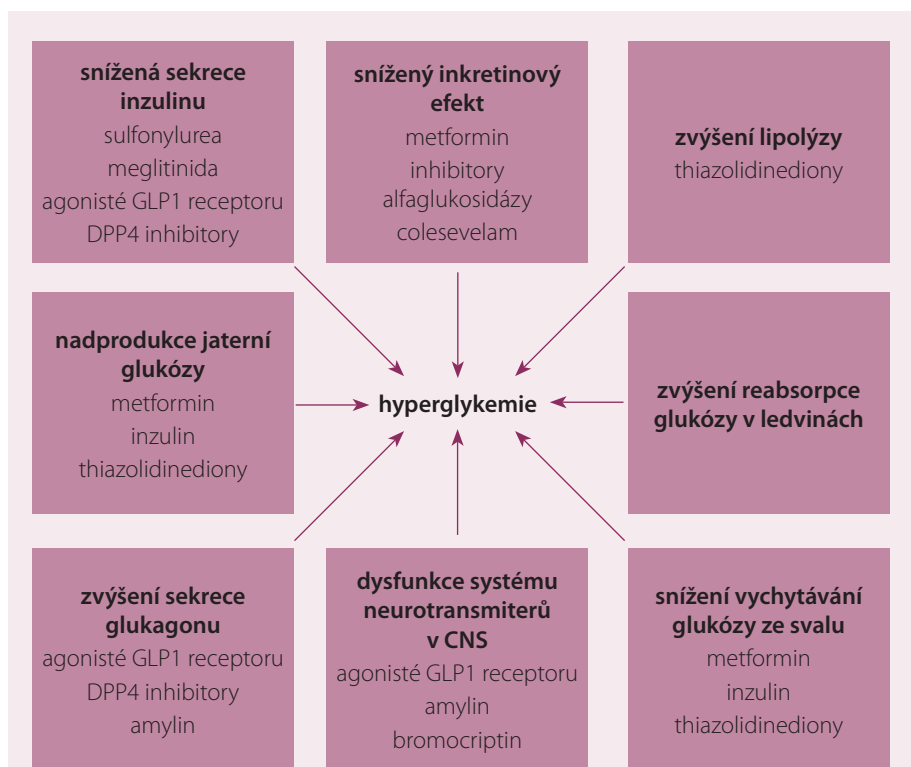 snížená sekrece
inzulinu
sulfonylurea
meglitinida
agonisté GLP1 receptoru
DPP4 inhibitory
snížený inkretinový
efekt
metformin
inhibitory
alfaglukosidázy
colesevelam
zvýšení lipolýzy
thiazolidinediony
nadprodukce jaterní
glukózy
metformin
inzulin
thiazolidinediony
hyperglykemie
zvýšení reabsorpce
glukózy v ledvinách
zvýšení sekrece
glukagonu
agonisté GLP1 receptoru
DPP4 inhibitory
amylin
dysfunkce systému
neurotransmiterů
v CNS
agonisté GLP1 receptoru
amylin
bromocriptin
snížení vychytávání
glukózy ze svalu
metformin
inzulin
thiazolidinediony